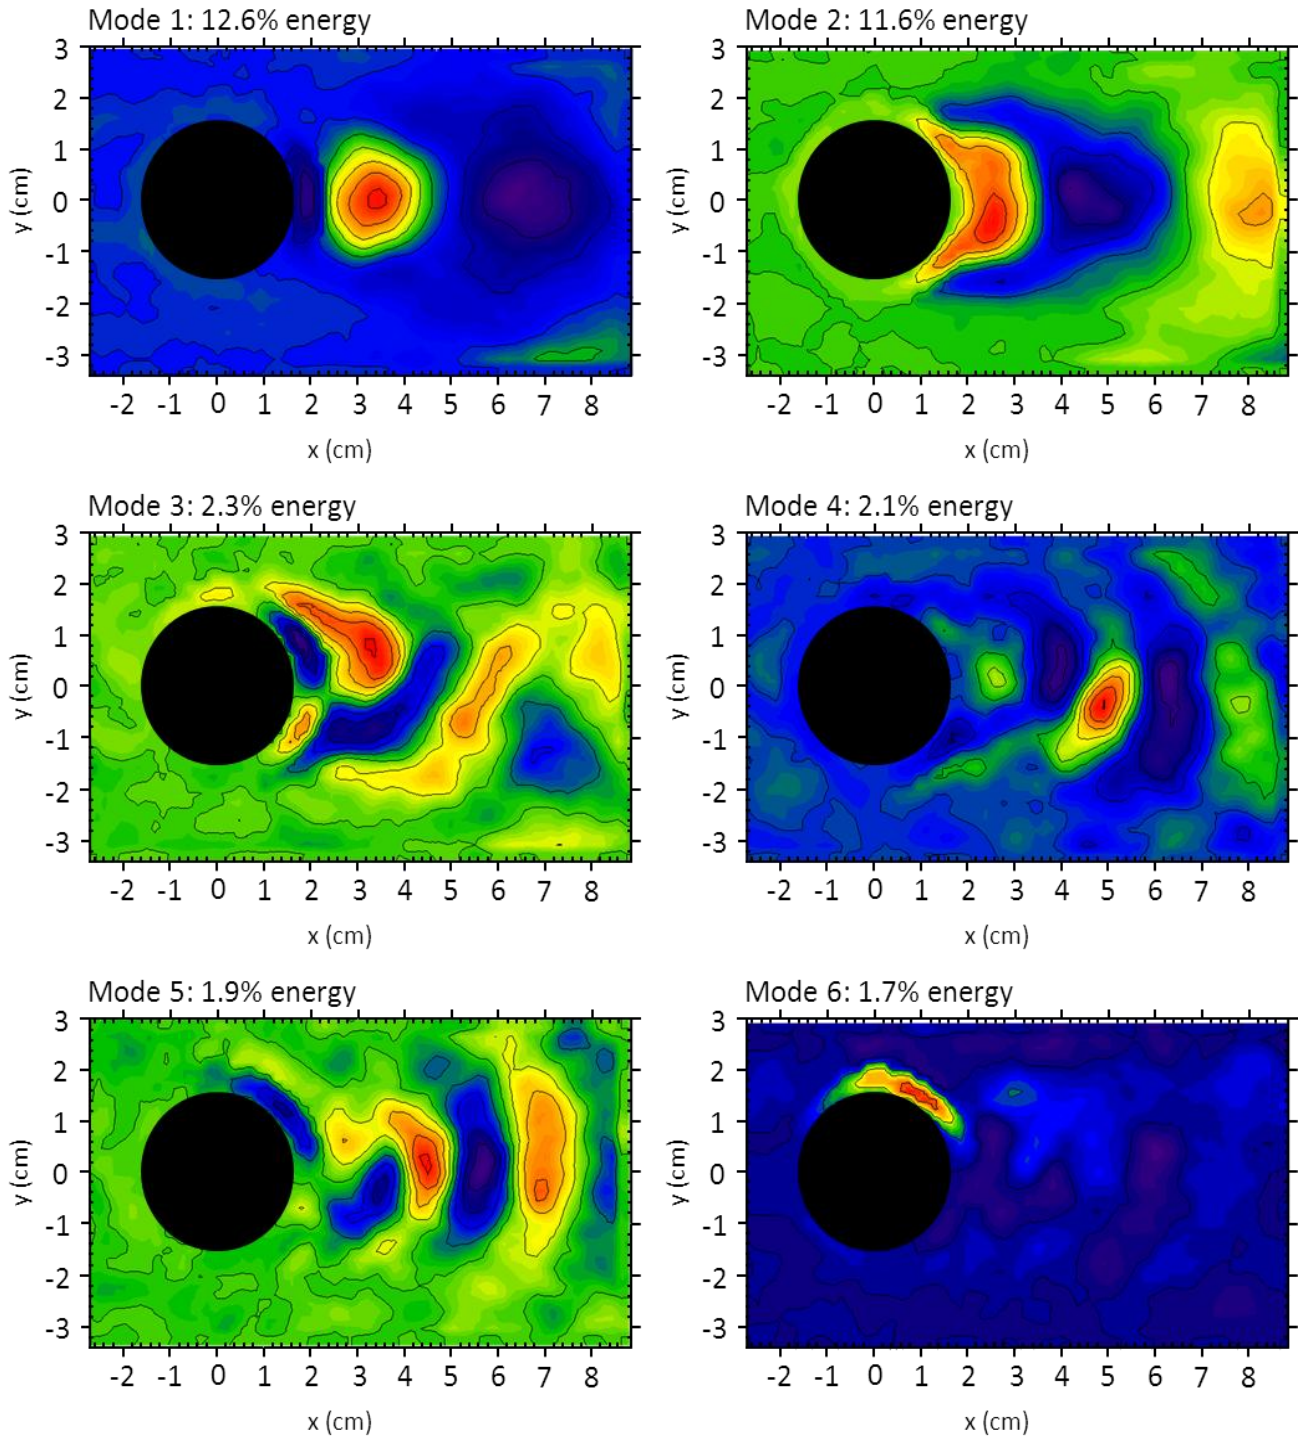 Mode 1: 12.6% energy
3
2
1
0
-1
-2
-3
y (cm)
-2 -1 0 1 2 3 4 5 6 7 8
x (cm)
Mode 2: 11.6% energy
3
2
1
0
-1
-2
-3
y (cm)
-2 -1 0 1 2 3 4 5 6 7 8
x (cm)
Mode 3: 2.3% energy
3
2
1
0
-1
-2
-3
y (cm)
-2 -1 0 1 2 3 4 5 6 7 8
x (cm)
Mode 4: 2.1% energy
3
2
1
0
-1
-2
-3
y (cm)
-2 -1 0 1 2 3 4 5 6 7 8
x (cm)
Mode 5: 1.9% energy
3
2
1
0
-1
-2
-3
y (cm)
-2 -1 0 1 2 3 4 5 6 7 8
x (cm)
Mode 6: 1.7% energy
3
2
1
0
-1
-2
-3
y (cm)
-2 -1 0 1 2 3 4 5 6 7 8
x (cm)